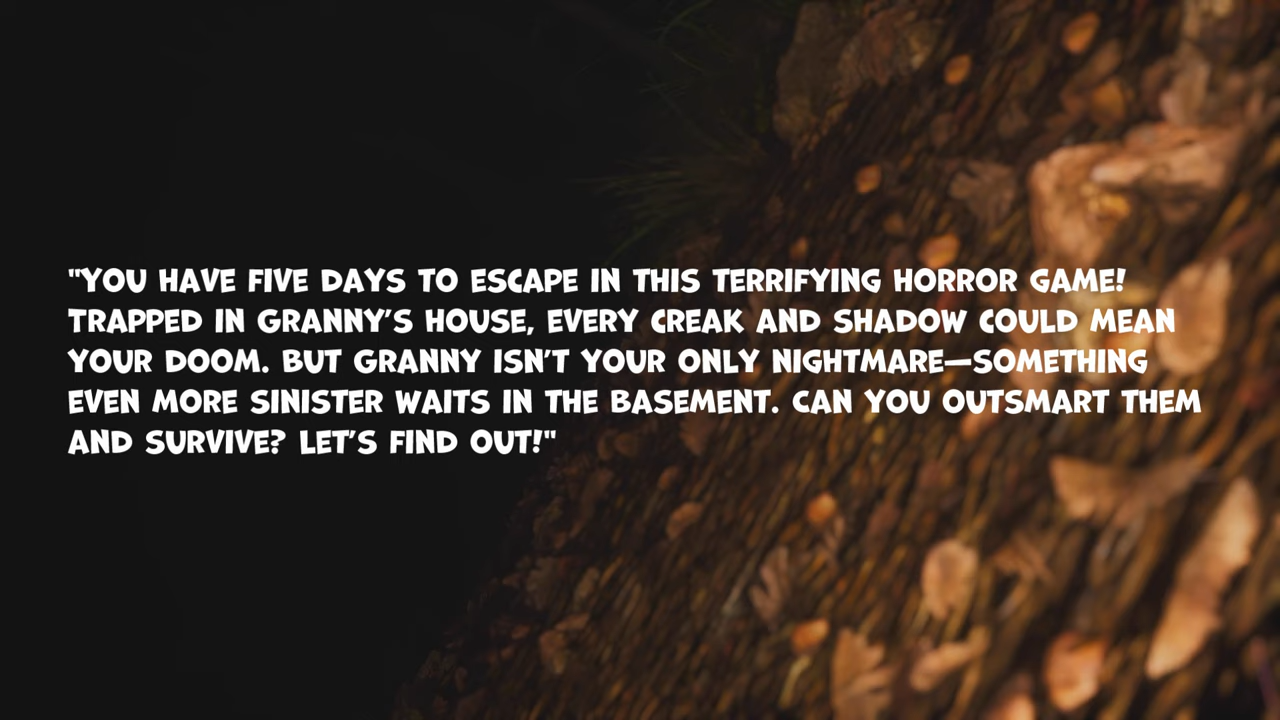 "YOU HAVE FIVE DAYS TO ESCAPE IN THIS TERRIFYING HORROR GAME!
TRAPPED IN GRANNY’S HOUSE, EVERY CREAK AND SHADOW COULD MEAN
YOUR DOOM. BUT GRANNY ISN’T YOUR ONLY NIGHTMARE—SOMETHING
EVEN MORE SINISTER WAITS IN THE BASEMENT. CAN YOU OUTSMART THEM
AND SURVIVE? LET’S FIND OUT!"